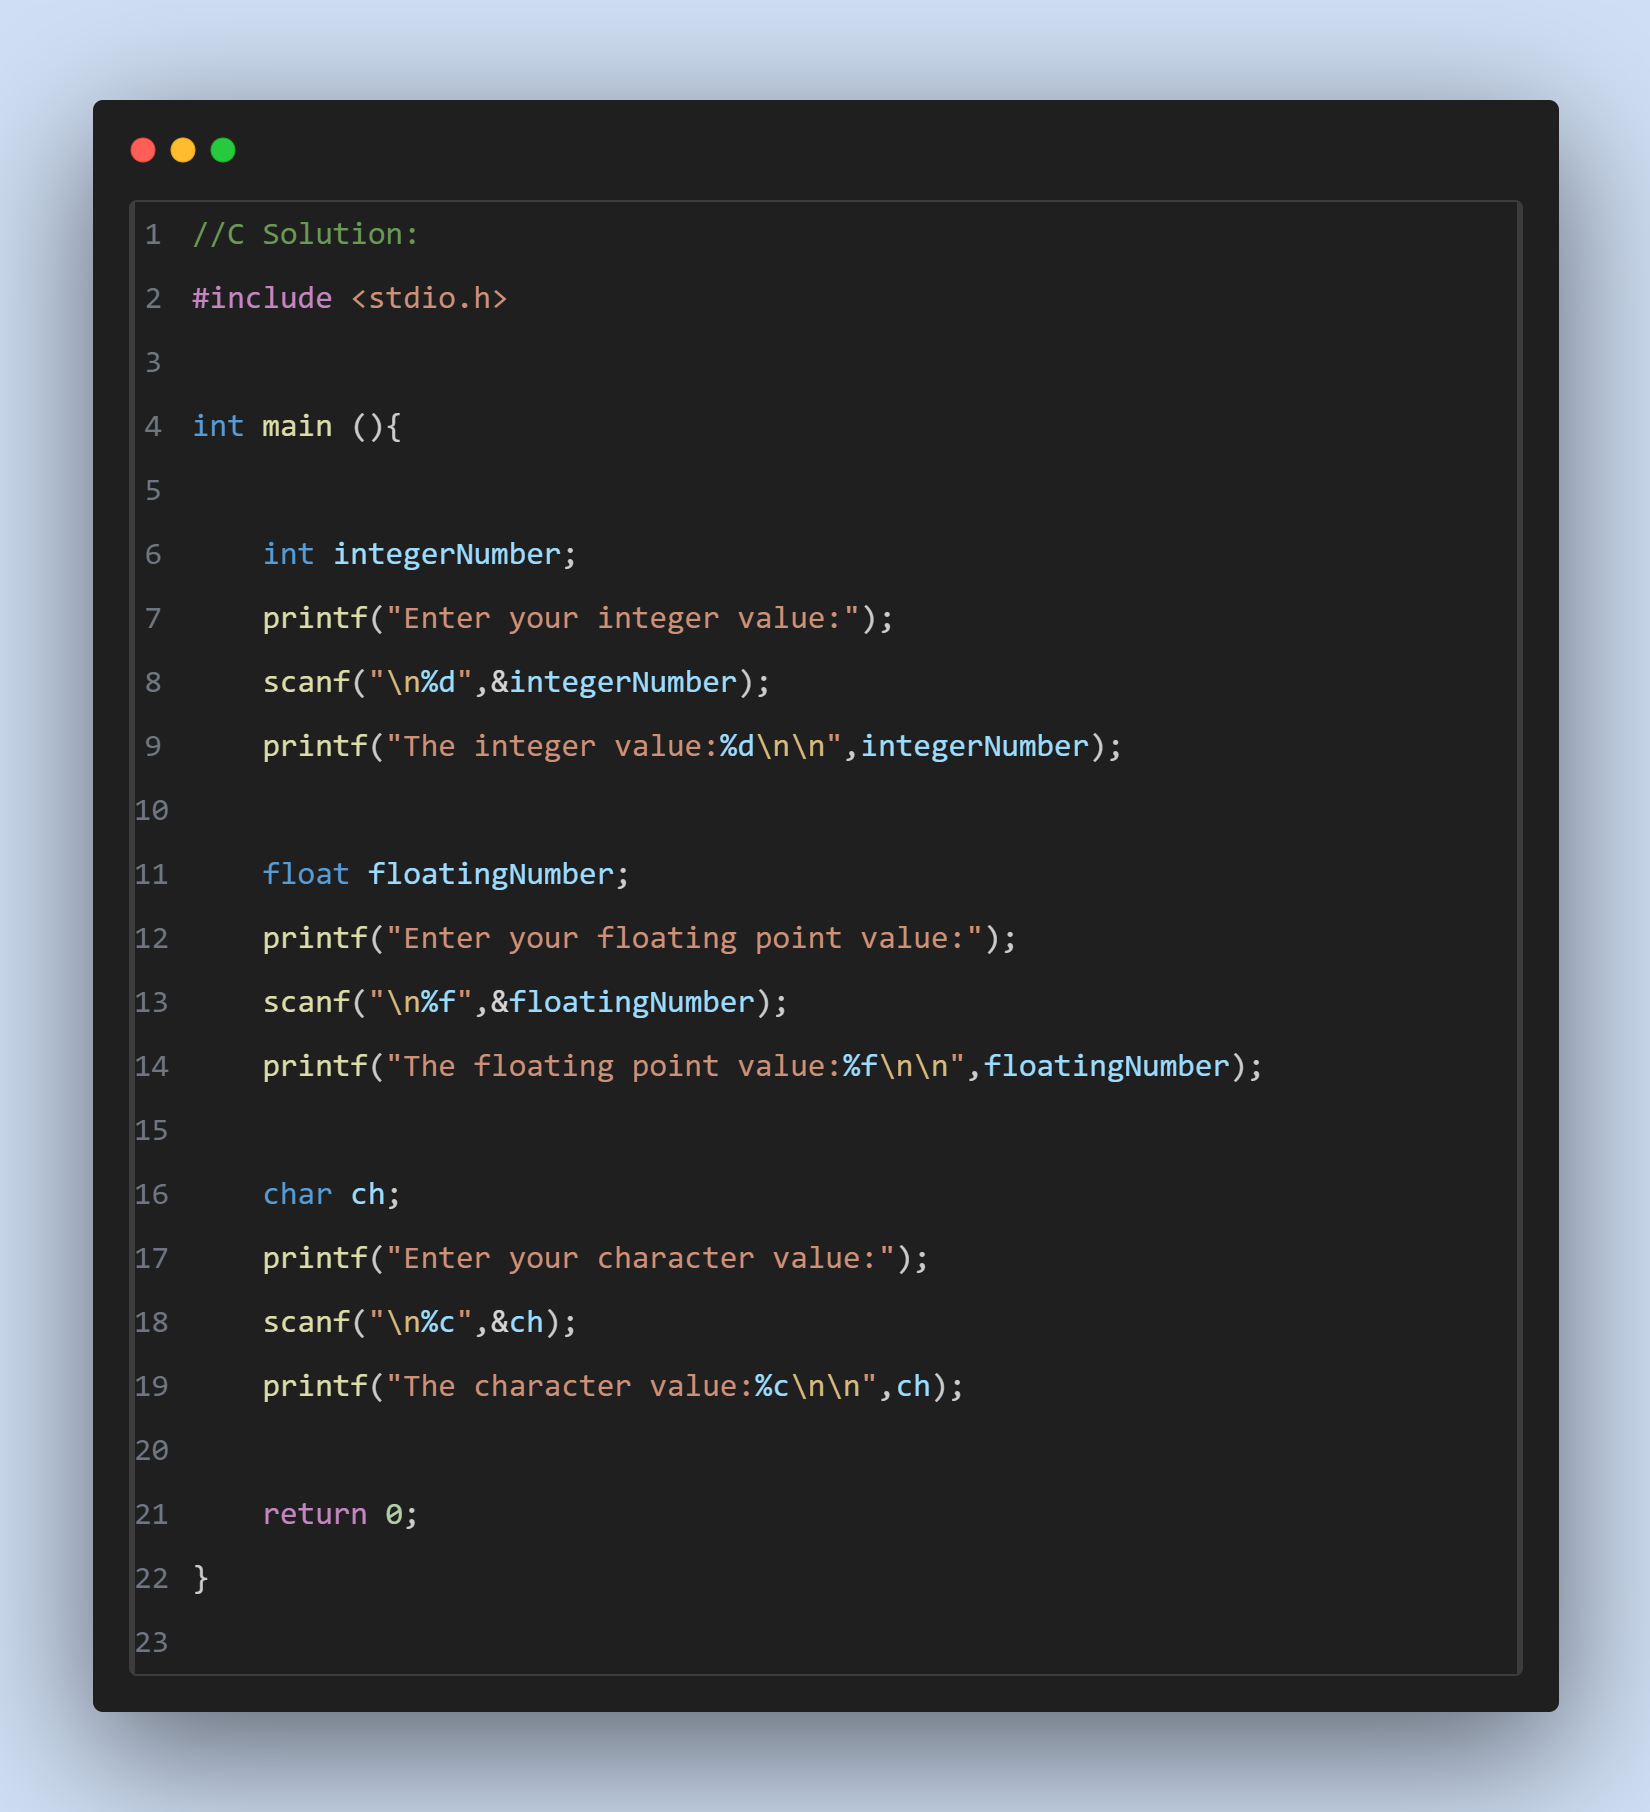 1 //C Solution:
2 #include <stdio.h>
3
4 int main (){
5
6     int integerNumber;
7     printf("Enter your integer value:");
8     scanf("\n%d",&integerNumber);
9     printf("The integer value:%d\n\n",integerNumber);
10
11     float floatingNumber;
12     printf("Enter your floating point value:");
13     scanf("\n%f",&floatingNumber);
14     printf("The floating point value:%f\n\n",floatingNumber);
15
16     char ch;
17     printf("Enter your character value:");
18     scanf("\n%c",&ch);
19     printf("The character value:%c\n\n",ch);
20
21     return 0;
22 }
23